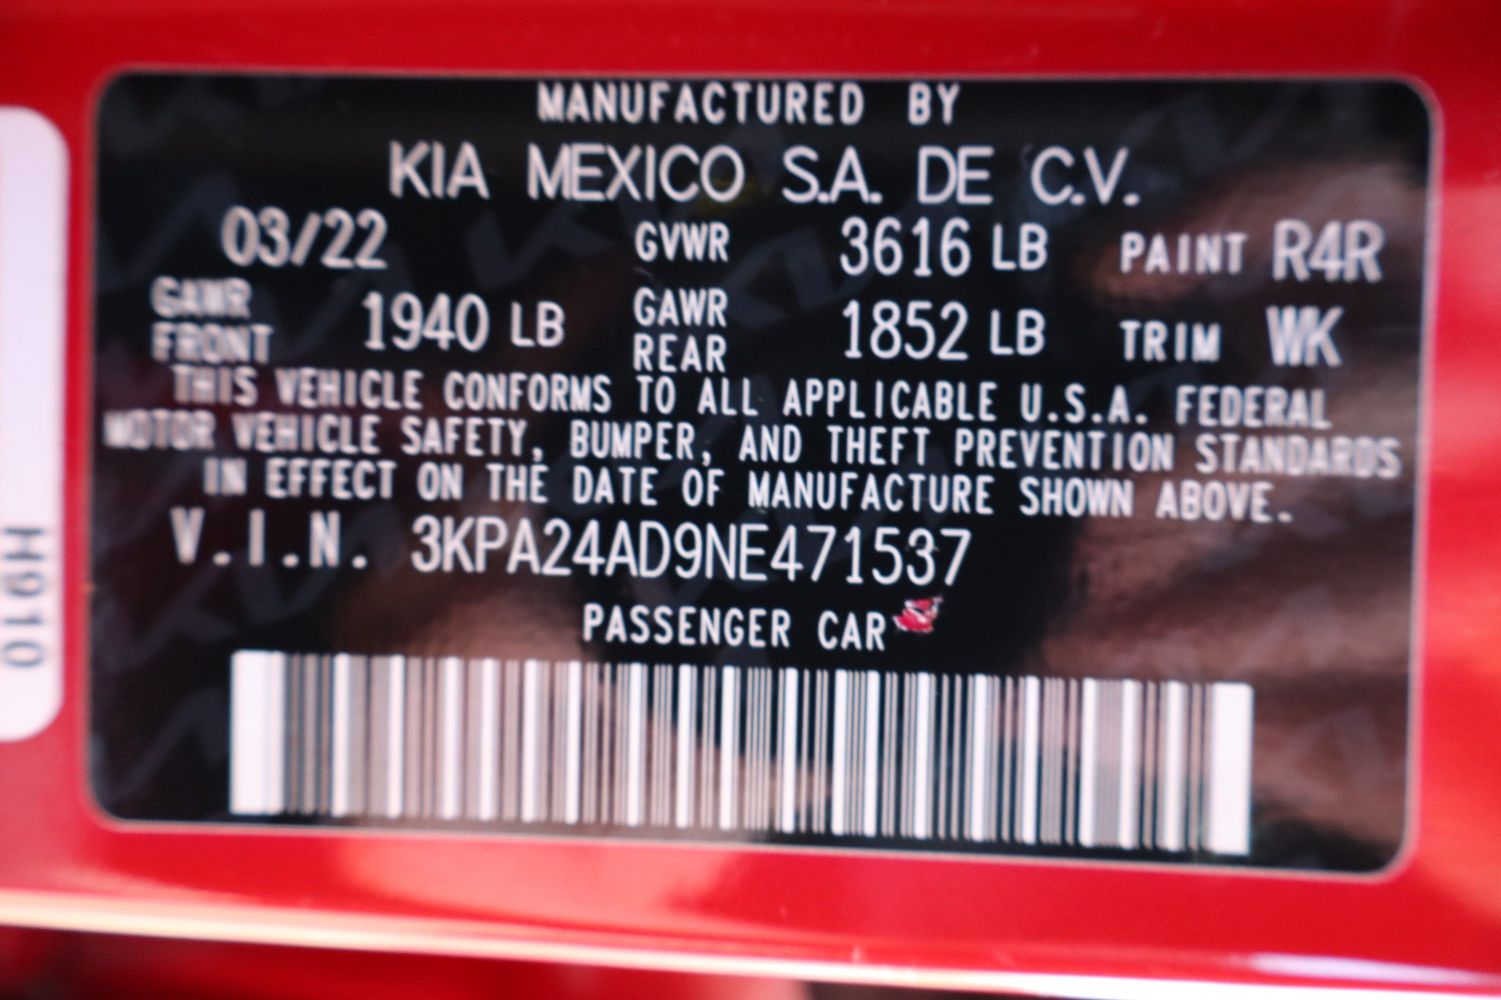 MANUFACTURED BY
KIA MEXICO S.A. DE C.V.
03/22 GVWR 3616 LB PAINT R4R
GAWR FRONT 1940 LB GAWR REAR 1852 LB TRIM WK
THIS VEHICLE CONFORMS TO ALL APPLICABLE U.S.A. FEDERAL
MOTOR VEHICLE SAFETY, BUMPER, AND THEFT PREVENTION STANDARDS
IN EFFECT ON THE DATE OF MANUFACTURE SHOWN ABOVE.
V.I.N. 3KPA24AD9NE471537
PASSENGER CAR
H910